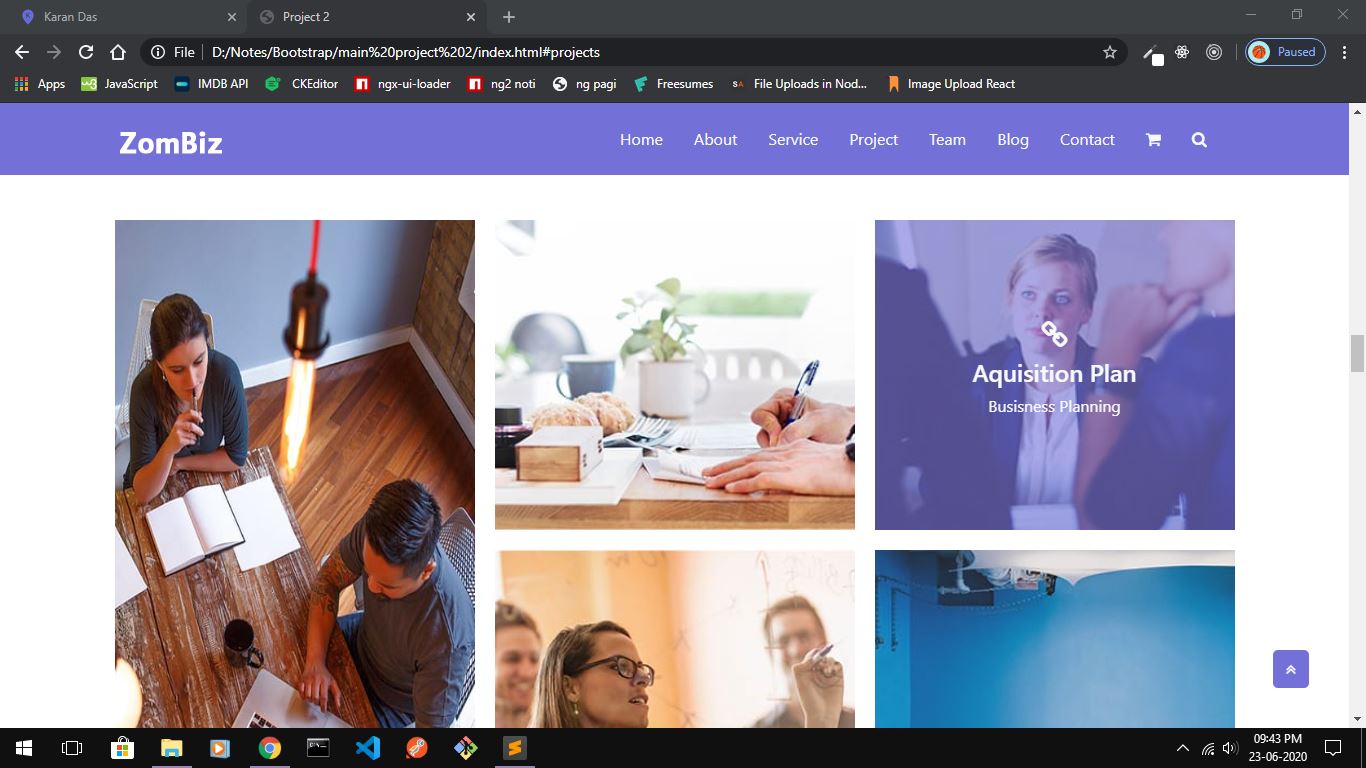 Karan Das
Project 2
File
D:/Notes/Bootstrap/main%20project%202/index.html#projects
Paused
Apps
JavaScript
IMDB API
CKEditor
ngx-ui-loader
ng2 noti
ng pagi
Freesumes
SA
File Uploads in Nod...
Image Upload React
ZomBiz
Home
About
Service
Project
Team
Blog
Contact
Aquisition Plan
Busisness Planning
09:43 PM
23-06-2020